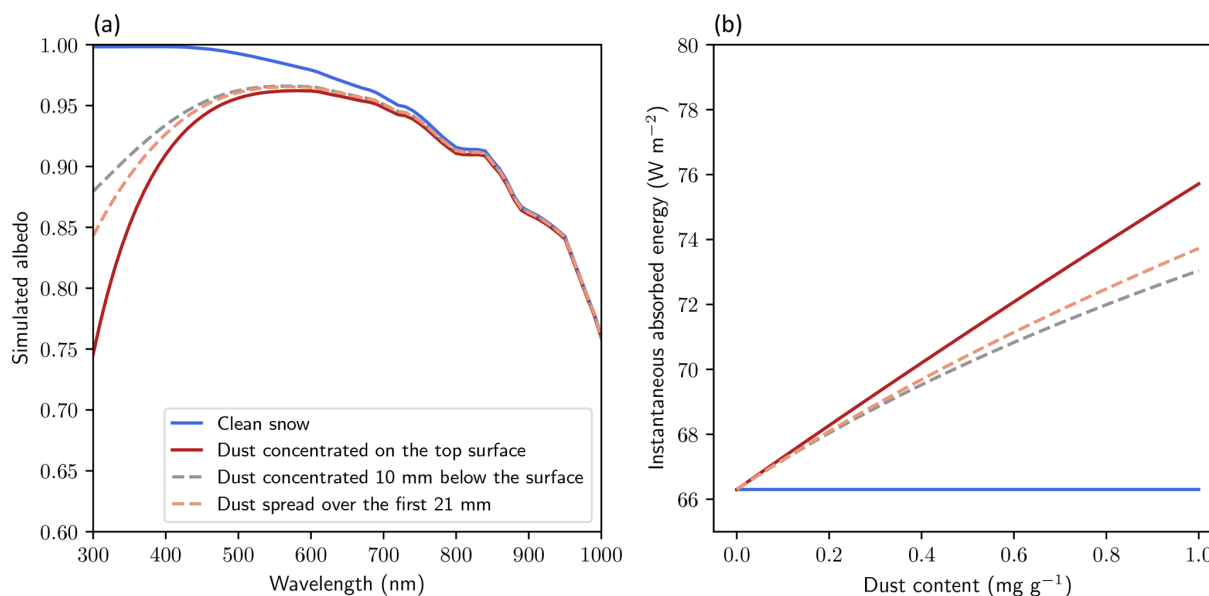 (a)
1.00
0.95
0.90
0.85
0.80
0.75
0.70
0.65
0.60
Simulated albedo
300 400 500 600 700 800 900 1000
Wavelength (nm)
Clean snow
Dust concentrated on the top surface
Dust concentrated 10 mm below the surface
Dust spread over the first 21 mm
(b)
80
78
76
74
72
70
68
66
Instantaneous absorbed energy (W m⁻²)
0.0 0.2 0.4 0.6 0.8 1.0
Dust content (mg g⁻¹)